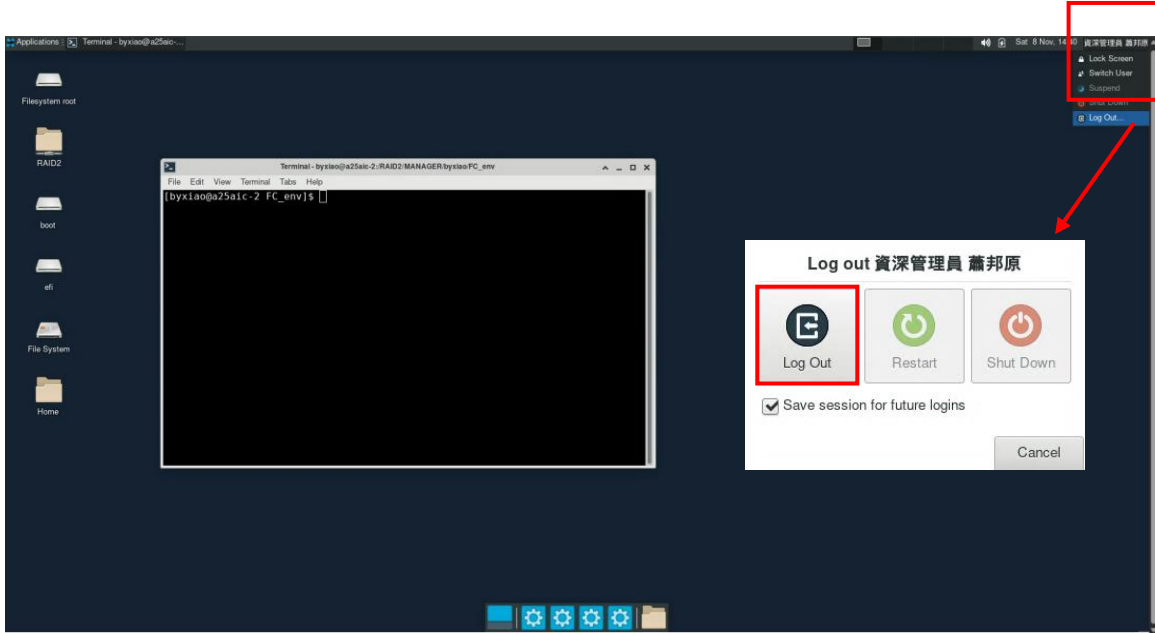 Applications
Terminal - byxiao@a25aic-...
Sat 8 Nov, 14:30 資深管理員 蕭邦原
Lock Screen
Switch User
Suspend
Shut Down
Log Out...
Filesystem root
RAID2
boot
efi
File System
Home
Terminal - byxiao@a25aic-2:/RAID2/MANAGER/byxiao/FC_env
File Edit View Terminal Tabs Help
[byxiao@a25aic-2 FC_env]$
Log out 資深管理員 蕭邦原
Log Out
Restart
Shut Down
Save session for future logins
Cancel